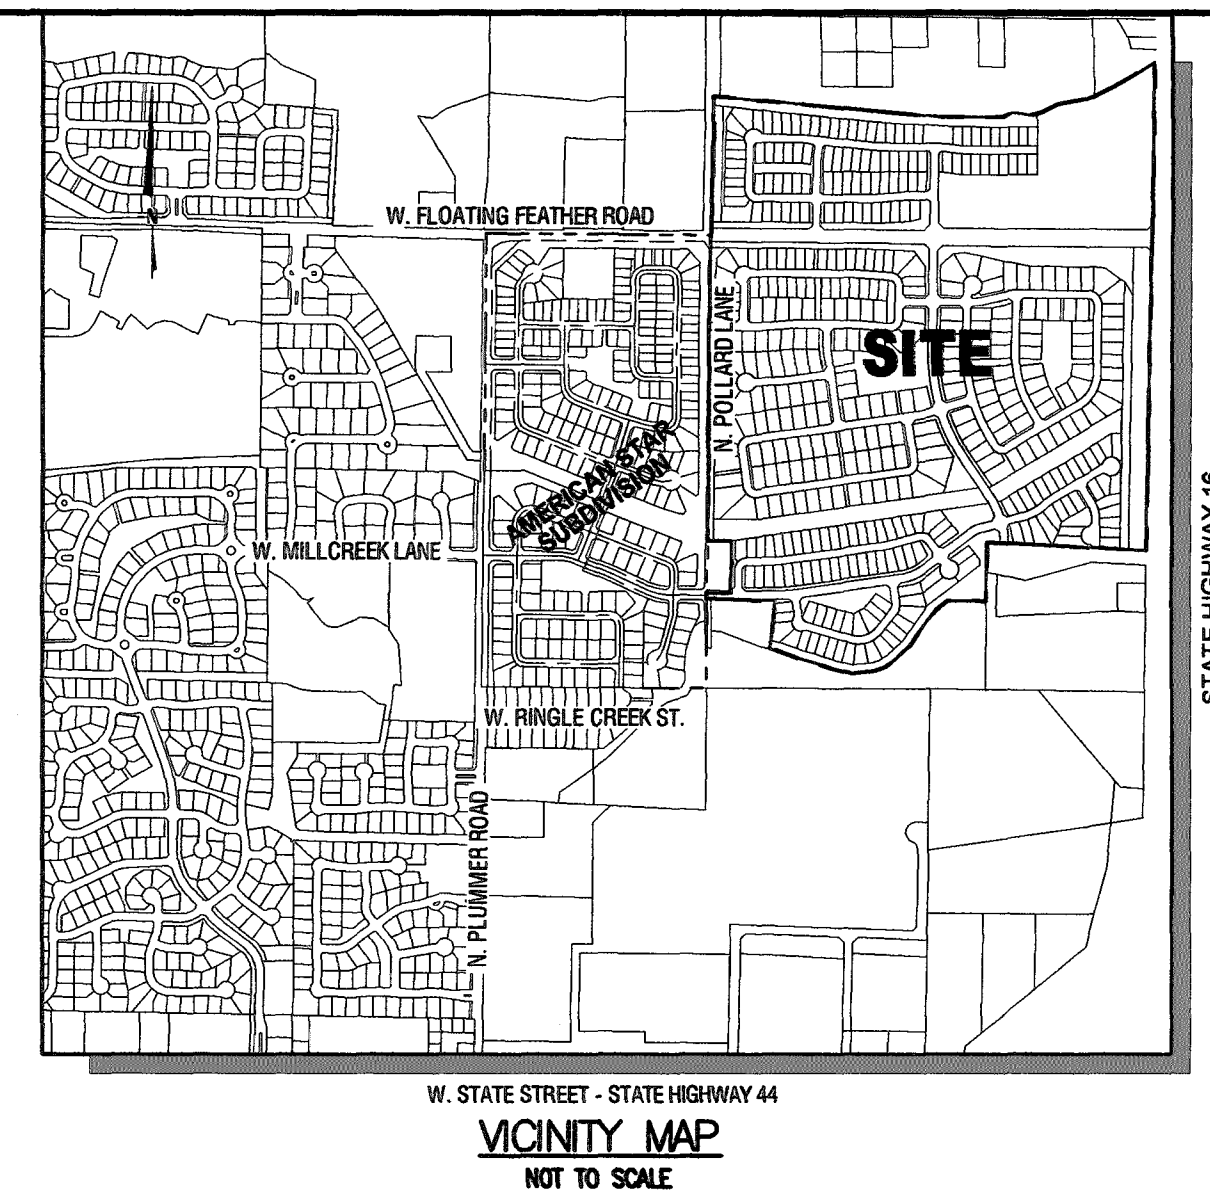 N
W. FLOATING FEATHER ROAD
N. POLLARD LANE
SITE
AMERICAN STAR
SUBDIVISION
W. MILLCREEK LANE
STATE HIGHWAY 16
W. RINGLE CREEK ST.
N. PLUMMER ROAD
W. STATE STREET - STATE HIGHWAY 44
VICINITY MAP
NOT TO SCALE